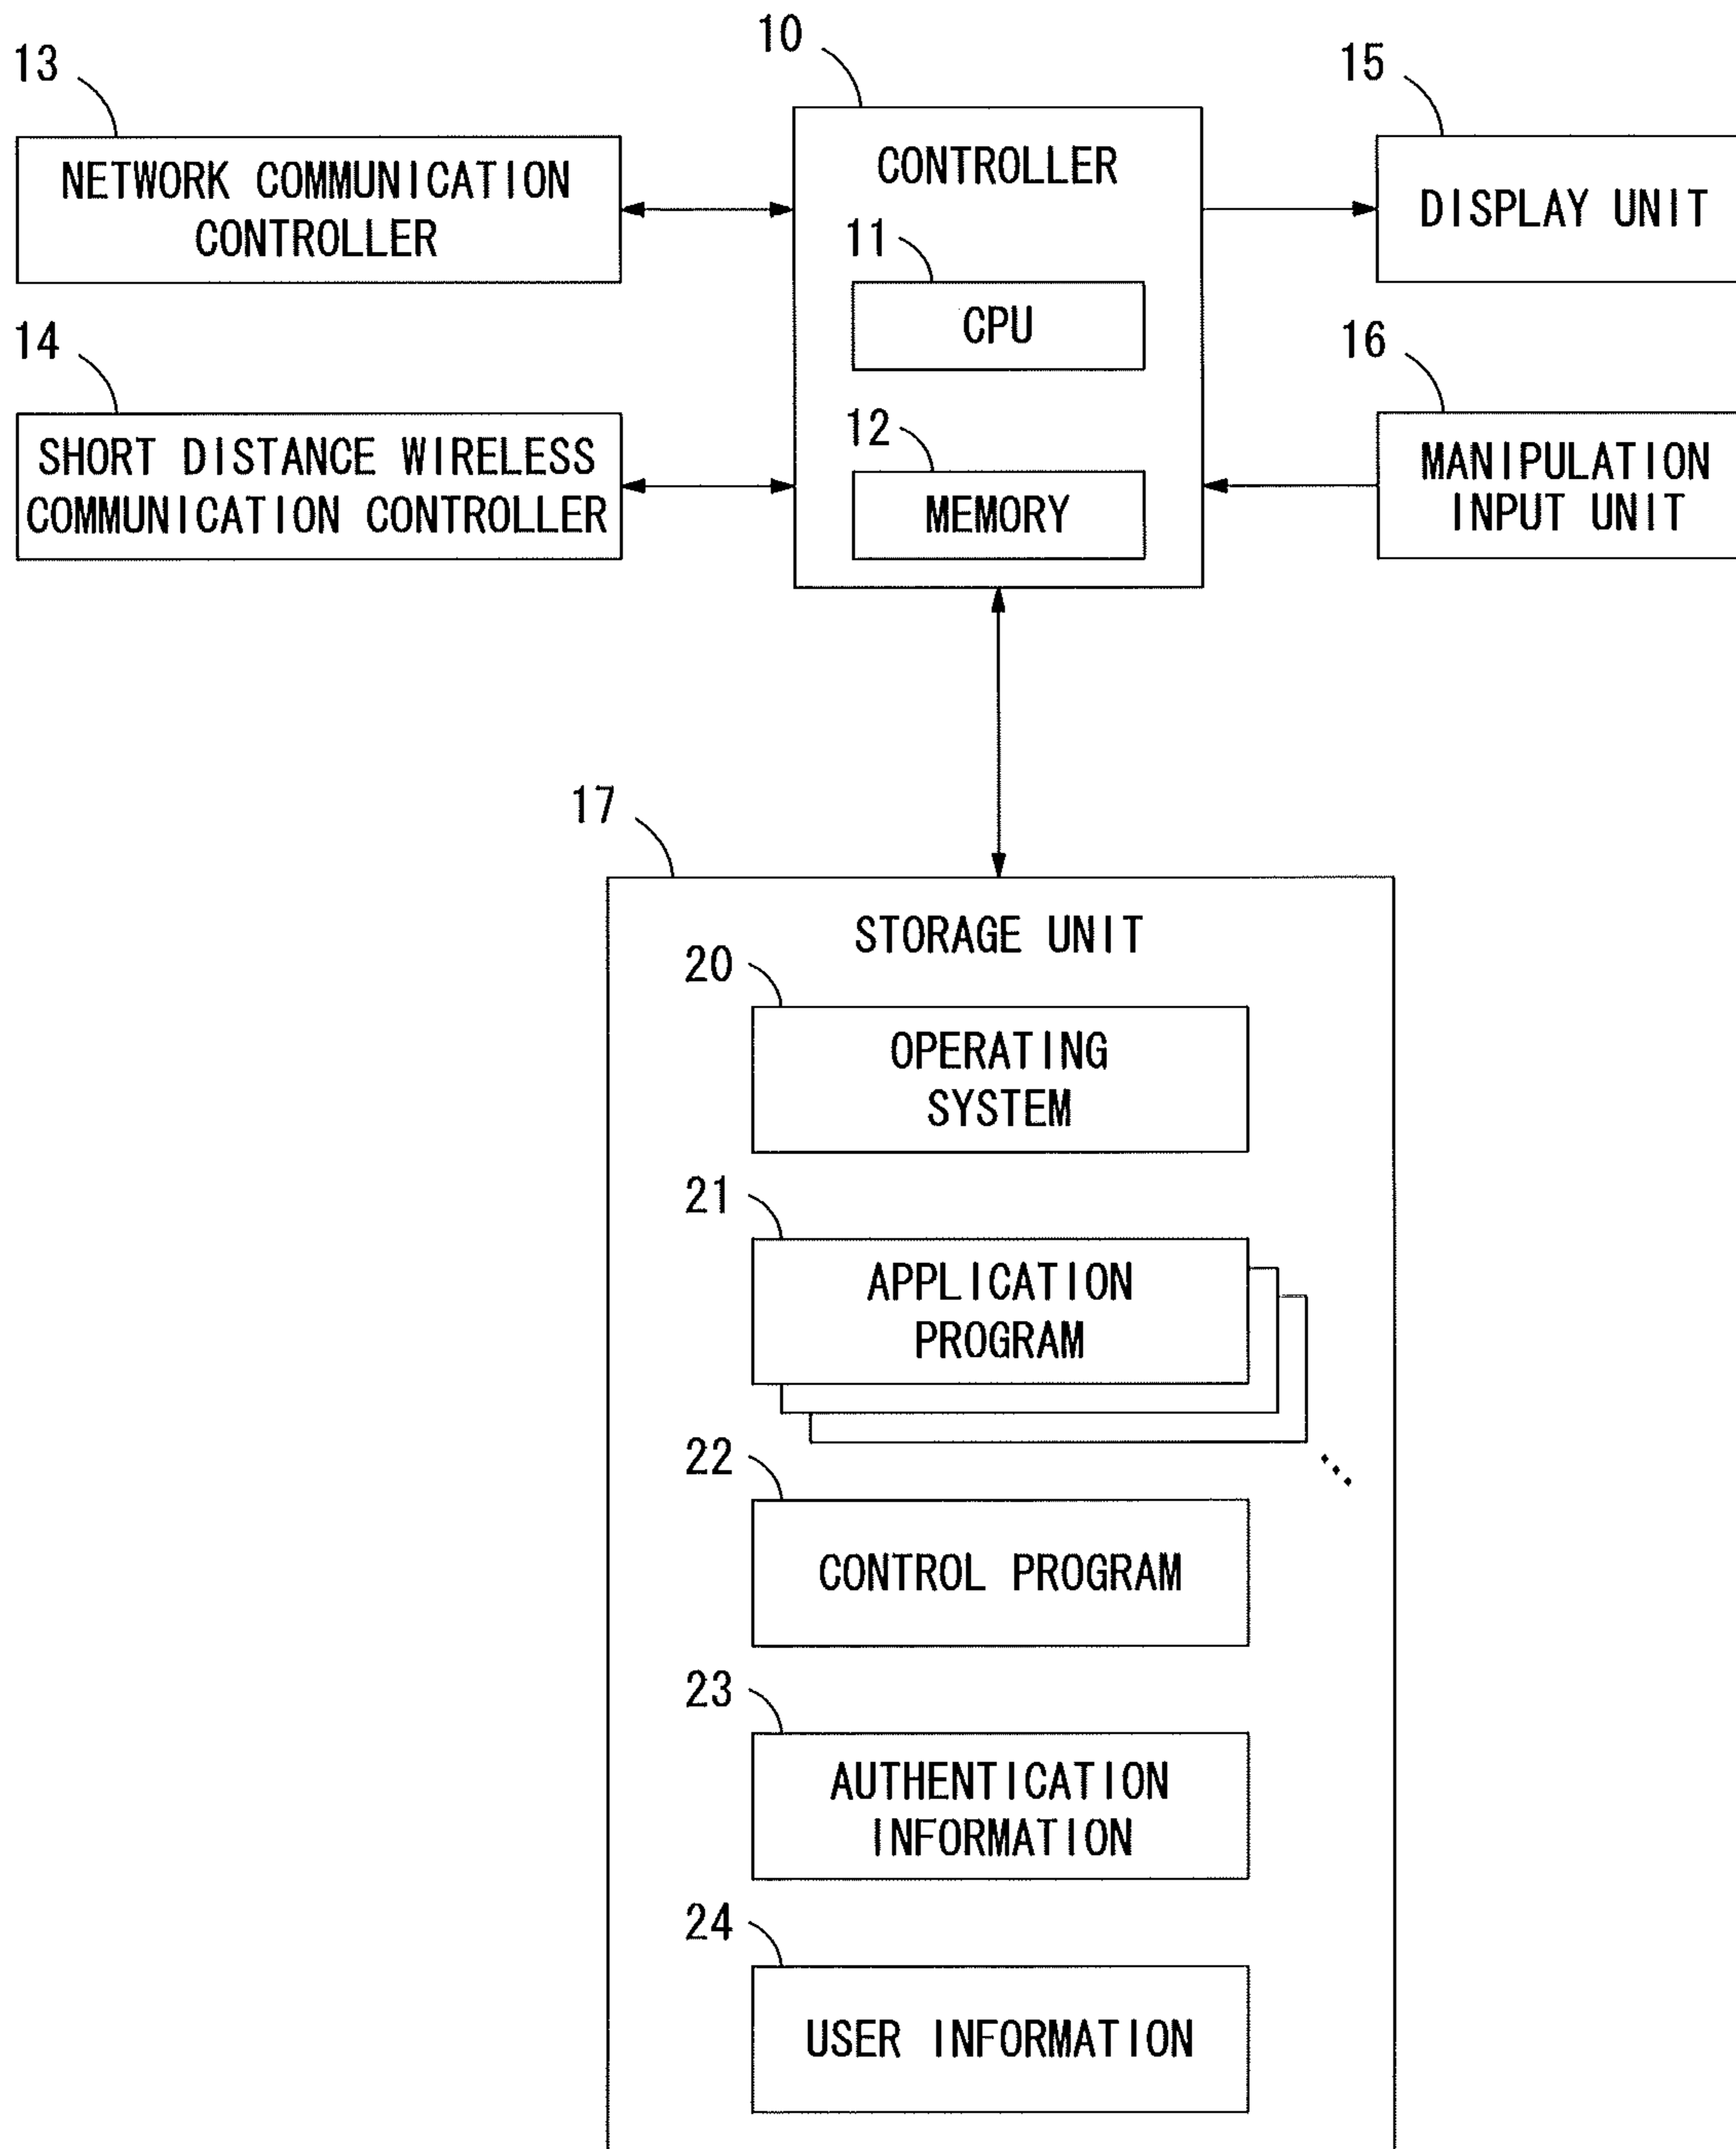 10
13
15
NETWORK COMMUNICATION
CONTROLLER
CONTROLLER
DISPLAY UNIT
11
CPU
14
16
SHORT DISTANCE WIRELESS
COMMUNICATION CONTROLLER
12
MEMORY
MANIPULATION
INPUT UNIT
17
STORAGE UNIT
20
OPERATING
SYSTEM
21
APPLICATION
PROGRAM
...
22
CONTROL PROGRAM
23
AUTHENTICATION
INFORMATION
24
USER INFORMATION